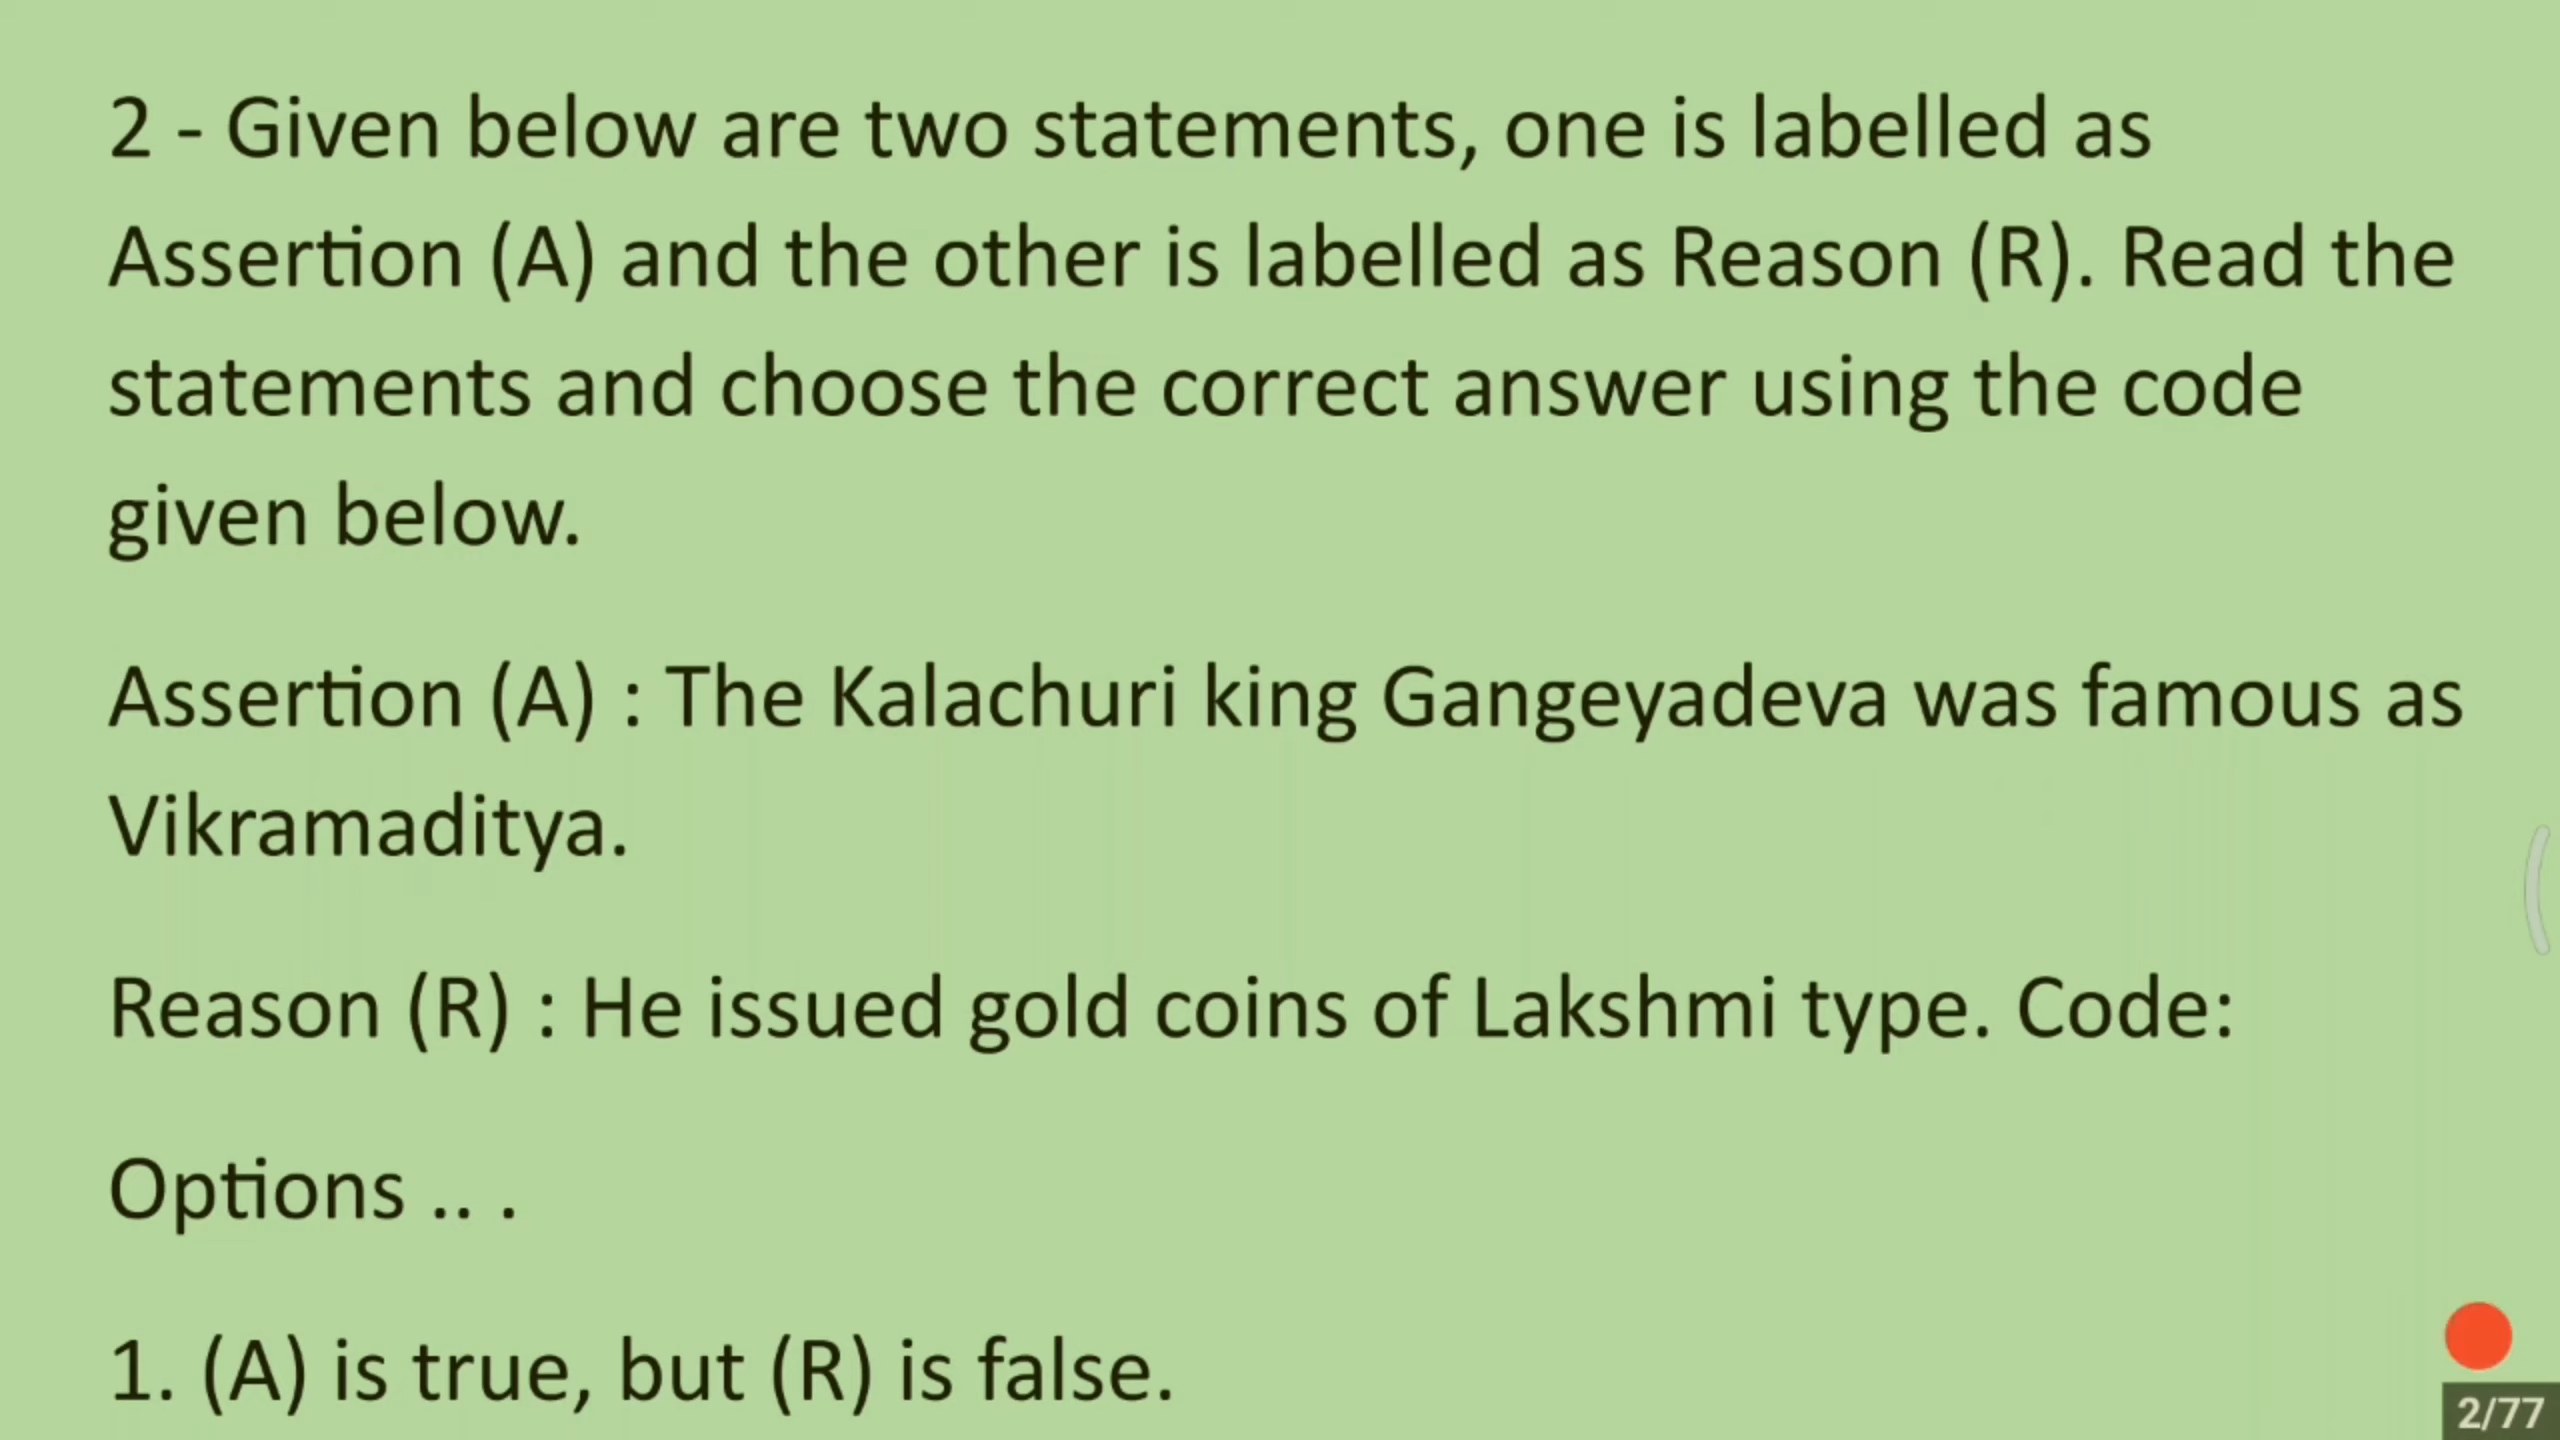 2 - Given below are two statements, one is labelled as
Assertion (A) and the other is labelled as Reason (R). Read the
statements and choose the correct answer using the code
given below.
Assertion (A) : The Kalachuri king Gangeyadeva was famous as
Vikramaditya.
Reason (R) : He issued gold coins of Lakshmi type. Code:
Options .. .
1. (A) is true, but (R) is false.
2/77